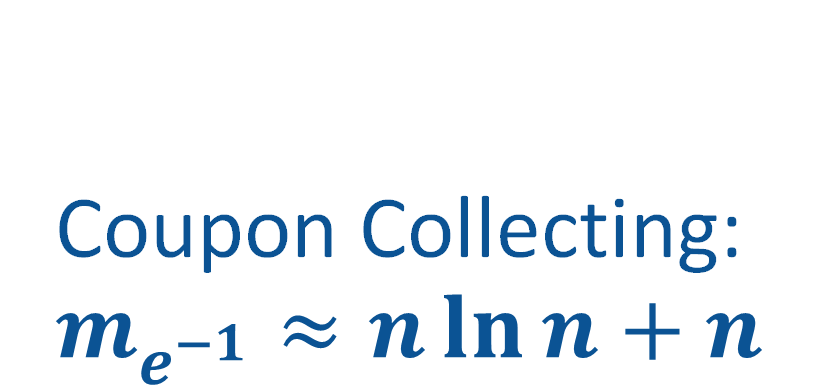 Coupon Collecting:
m_{e^{-1}} ≈ n ln n + n